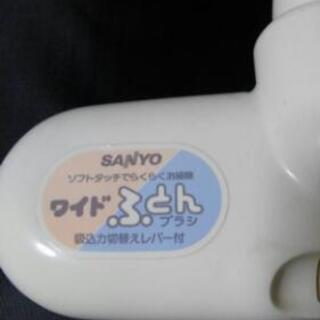 SANYO
ソフトタッチでらくらくお掃除
ワイドふとん
ブラシ
吸込力切替えレバー付